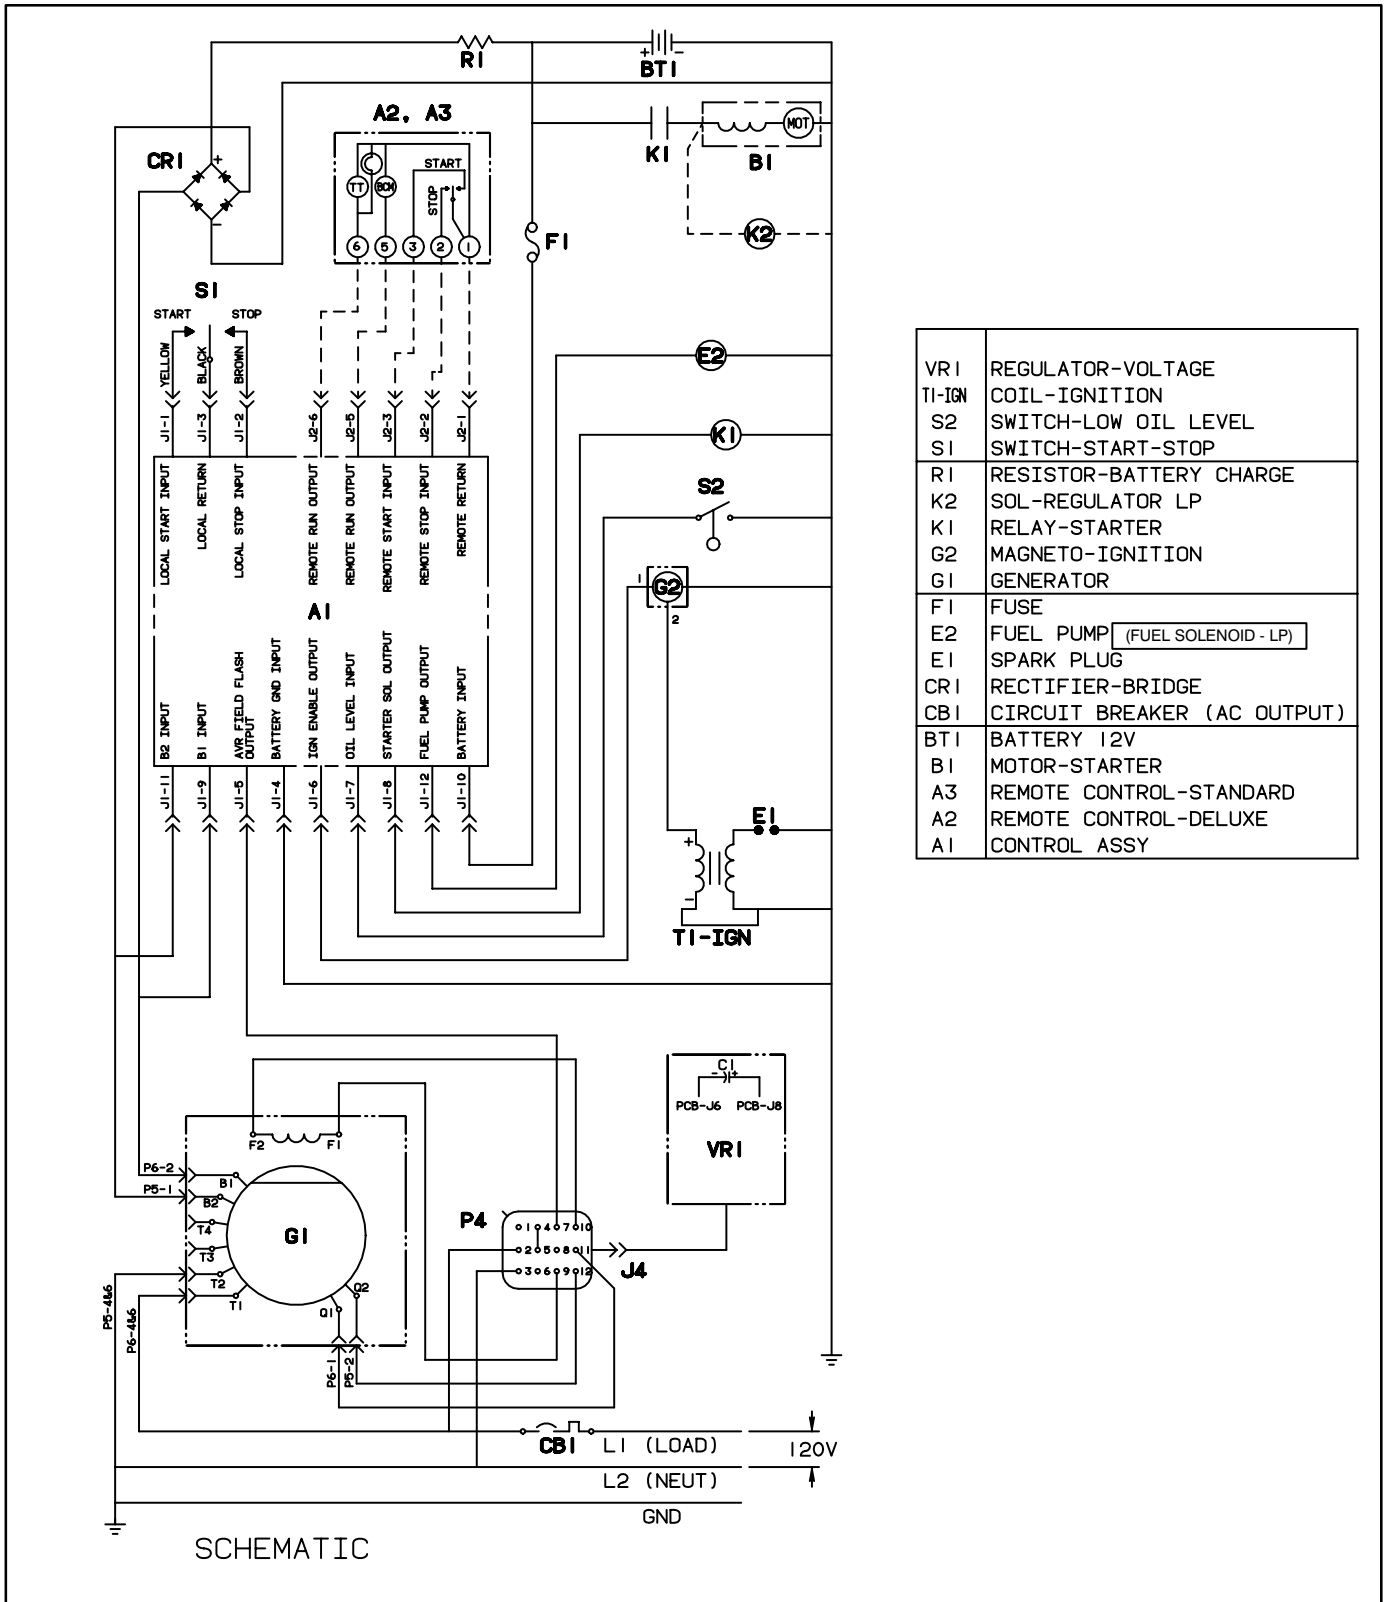 R1
+ -
BT1
A2, A3
K1
MOT
B1
CR1
+
-
START
STOP
TT
BCM
6 5 3 2 1
F1
K2
S1
START STOP
YELLOW
BLACK
BROWN
E2
J1-1
J1-3
J1-2
J2-6
J2-5
J2-3
J2-2
J2-1
K1
LOCAL START INPUT
LOCAL RETURN
LOCAL STOP INPUT
REMOTE RUN OUTPUT
REMOTE RUN OUTPUT
REMOTE START INPUT
REMOTE STOP INPUT
REMOTE RETURN
S2
1
G2
2
A1
B2 INPUT
B1 INPUT
AVR FIELD FLASH
OUTPUT
BATTERY GND INPUT
IGN ENABLE OUTPUT
OIL LEVEL INPUT
STARTER SOL OUTPUT
FUEL PUMP OUTPUT
BATTERY INPUT
J1-11
J1-9
J1-5
J1-4
J1-6
J1-7
J1-8
J1-12
J1-10
E1
+
-
T1-IGN
VR1 REGULATOR-VOLTAGE
T1-IGN COIL-IGNITION
S2 SWITCH-LOW OIL LEVEL
S1 SWITCH-START-STOP
R1 RESISTOR-BATTERY CHARGE
K2 SOL-REGULATOR LP
K1 RELAY-STARTER
G2 MAGNETO-IGNITION
G1 GENERATOR
F1 FUSE
E2 FUEL PUMP (FUEL SOLENOID - LP)
E1 SPARK PLUG
CR1 RECTIFIER-BRIDGE
CB1 CIRCUIT BREAKER (AC OUTPUT)
BT1 BATTERY 12V
B1 MOTOR-STARTER
A3 REMOTE CONTROL-STANDARD
A2 REMOTE CONTROL-DELUXE
A1 CONTROL ASSY
C1
- +
PCB-J6 PCB-J8
VR1
F2 F1
P6-2
B1
P5-1
B2
T4
T3
T2
T1
G1
Q2
Q1
P4
1 4 7 10
2 5 8 11
3 6 9 12
J4
P5-4&6
P6-4&6
P6-1
P5-2
CB1
L1 (LOAD)
120V
L2 (NEUT)
GND
SCHEMATIC